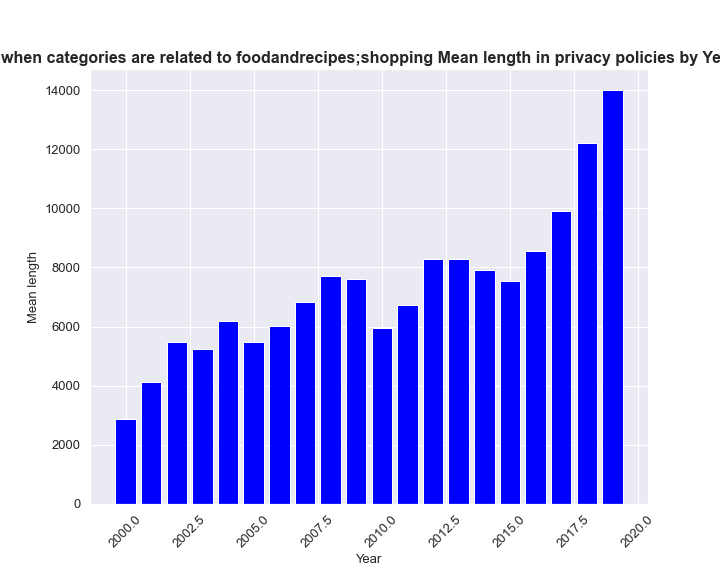 when categories are related to foodandrecipes;shopping Mean length in privacy policies by Ye
14000
12000
10000
8000
6000
4000
2000
0
Mean length
2000.0 2002.5 2005.0 2007.5 2010.0 2012.5 2015.0 2017.5 2020.0
Year